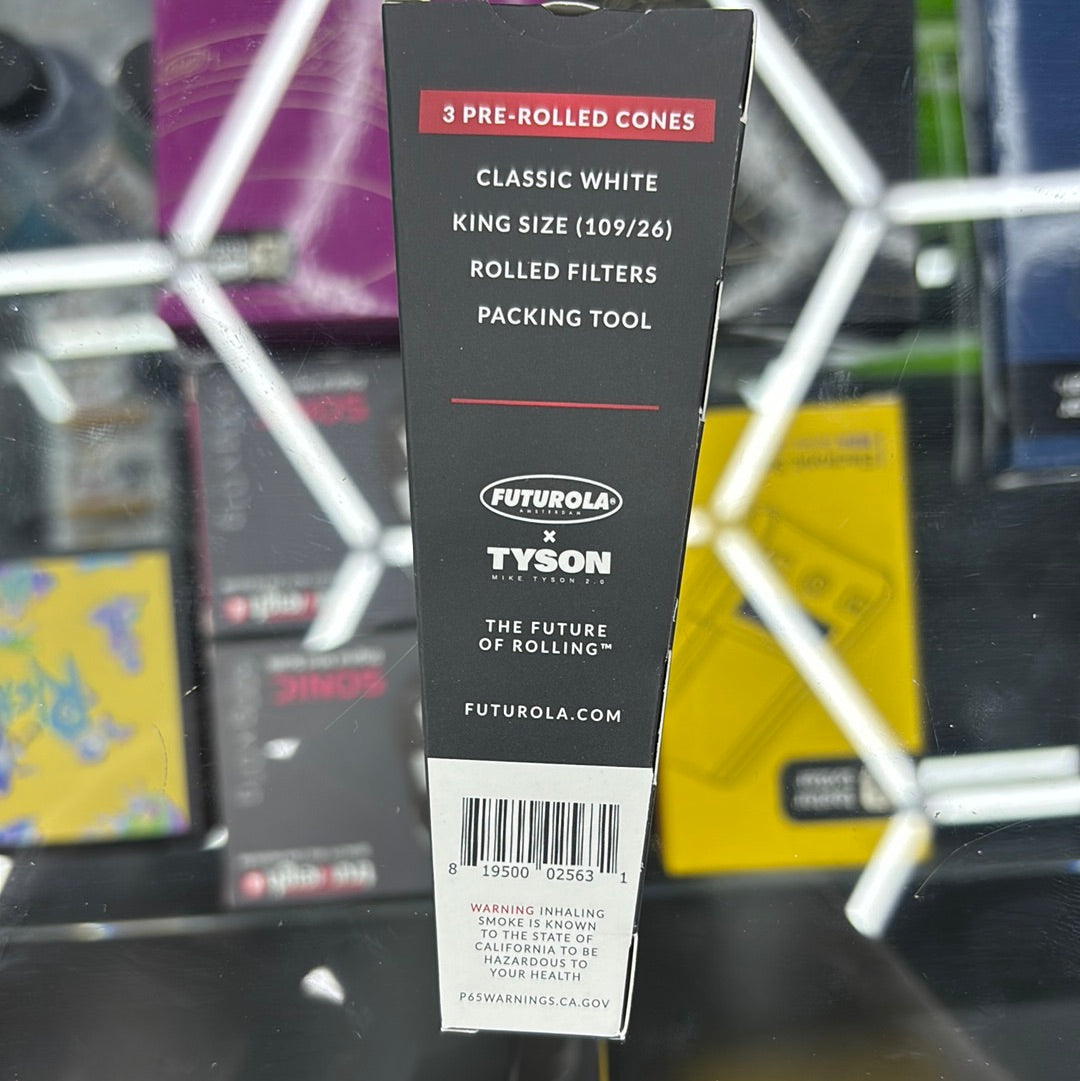 3 PRE-ROLLED CONES
CLASSIC WHITE
KING SIZE (109/26)
ROLLED FILTERS
PACKING TOOL
FUTUROLA®
AMSTERDAM
×
TYSON
MIKE TYSON 2.0
THE FUTURE
OF ROLLING™
FUTUROLA.COM
8 19500 02563 1
WARNING INHALING
SMOKE IS KNOWN
TO THE STATE OF
CALIFORNIA TO BE
HAZARDOUS TO
YOUR HEALTH
P65WARNINGS.CA.GOV
SONIC